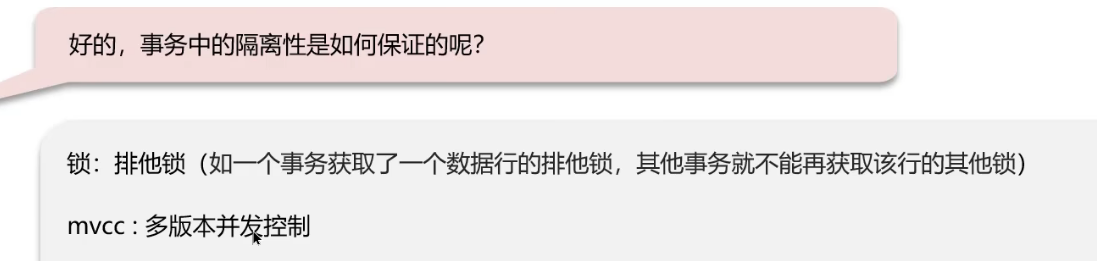 好的，事务中的隔离性是如何保证的呢？
锁：排他锁（如一个事务获取了一个数据行的排他锁，其他事务就不能再获取该行的其他锁）
mvcc : 多版本并发控制